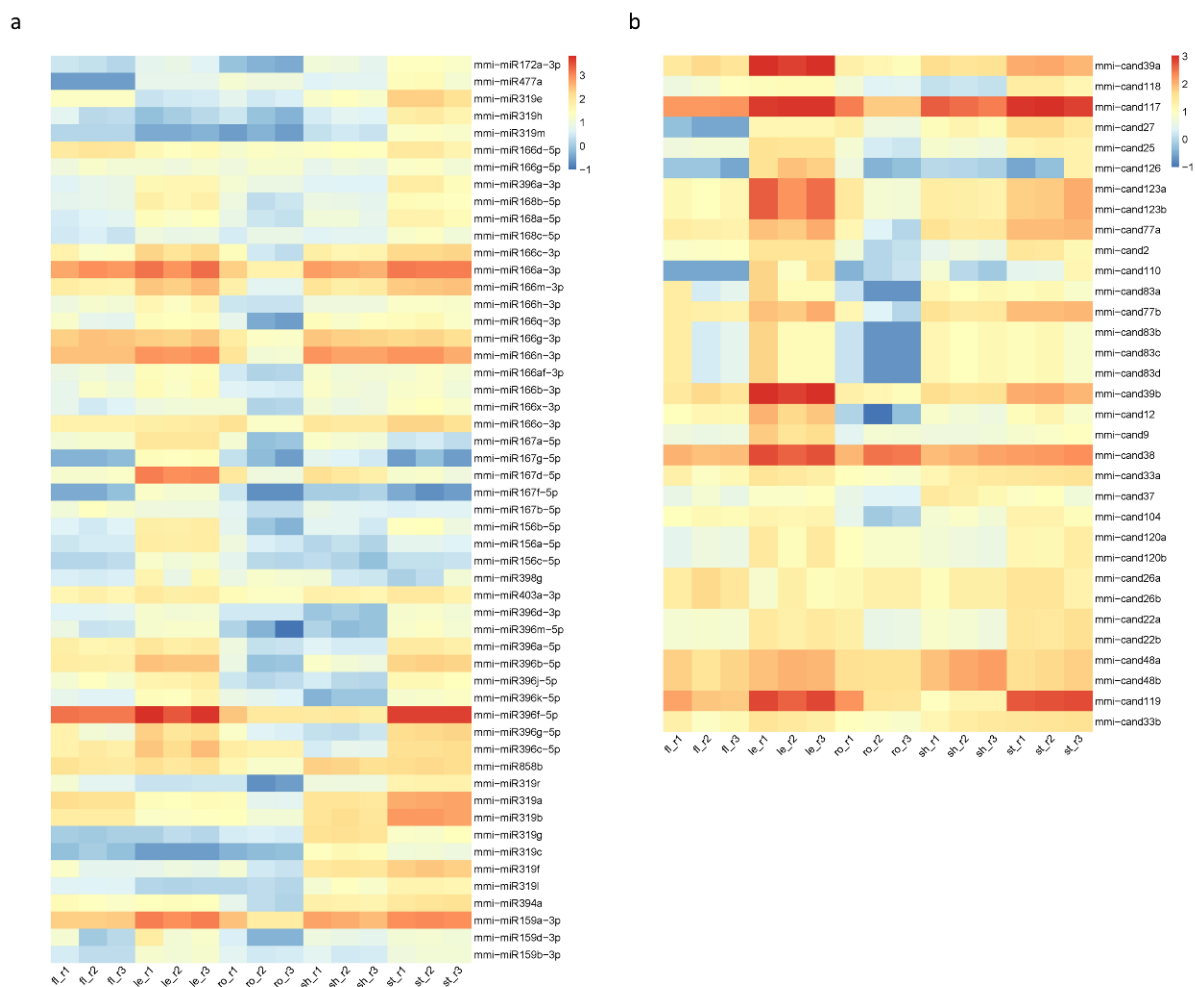 a
mmi-miR172a-3p
mmi-miR477a
mmi-miR319e
mmi-miR319h
mmi-miR319m
mmi-miR166d-5p
mmi-miR166g-5p
mmi-miR396a-3p
mmi-miR168b-5p
mmi-miR168a-5p
mmi-miR168c-5p
mmi-miR166c-3p
mmi-miR166a-3p
mmi-miR166m-3p
mmi-miR166h-3p
mmi-miR166q-3p
mmi-miR166g-3p
mmi-miR166n-3p
mmi-miR166af-3p
mmi-miR166b-3p
mmi-miR166x-3p
mmi-miR166o-3p
mmi-miR167a-5p
mmi-miR167g-5p
mmi-miR167d-5p
mmi-miR167f-5p
mmi-miR167b-5p
mmi-miR156b-5p
mmi-miR156a-5p
mmi-miR156c-5p
mmi-miR398g
mmi-miR403a-3p
mmi-miR396d-3p
mmi-miR396m-5p
mmi-miR396a-5p
mmi-miR396b-5p
mmi-miR396j-5p
mmi-miR396k-5p
mmi-miR396f-5p
mmi-miR396g-5p
mmi-miR396c-5p
mmi-miR858b
mmi-miR319r
mmi-miR319a
mmi-miR319b
mmi-miR319g
mmi-miR319c
mmi-miR319f
mmi-miR319l
mmi-miR394a
mmi-miR159a-3p
mmi-miR159d-3p
mmi-miR159b-3p
3
2
1
0
-1
fl_r1
fl_r2
fl_r3
le_r1
le_r2
le_r3
ro_r1
ro_r2
ro_r3
sh_r1
sh_r2
sh_r3
st_r1
st_r2
st_r3
b
mmi-cand39a
mmi-cand118
mmi-cand117
mmi-cand27
mmi-cand25
mmi-cand126
mmi-cand123a
mmi-cand123b
mmi-cand77a
mmi-cand2
mmi-cand110
mmi-cand83a
mmi-cand77b
mmi-cand83b
mmi-cand83c
mmi-cand83d
mmi-cand39b
mmi-cand12
mmi-cand9
mmi-cand38
mmi-cand33a
mmi-cand37
mmi-cand104
mmi-cand120a
mmi-cand120b
mmi-cand26a
mmi-cand26b
mmi-cand22a
mmi-cand22b
mmi-cand48a
mmi-cand48b
mmi-cand119
mmi-cand33b
3
2
1
0
-1
fl_r1
fl_r2
fl_r3
le_r1
le_r2
le_r3
ro_r1
ro_r2
ro_r3
sh_r1
sh_r2
sh_r3
st_r1
st_r2
st_r3